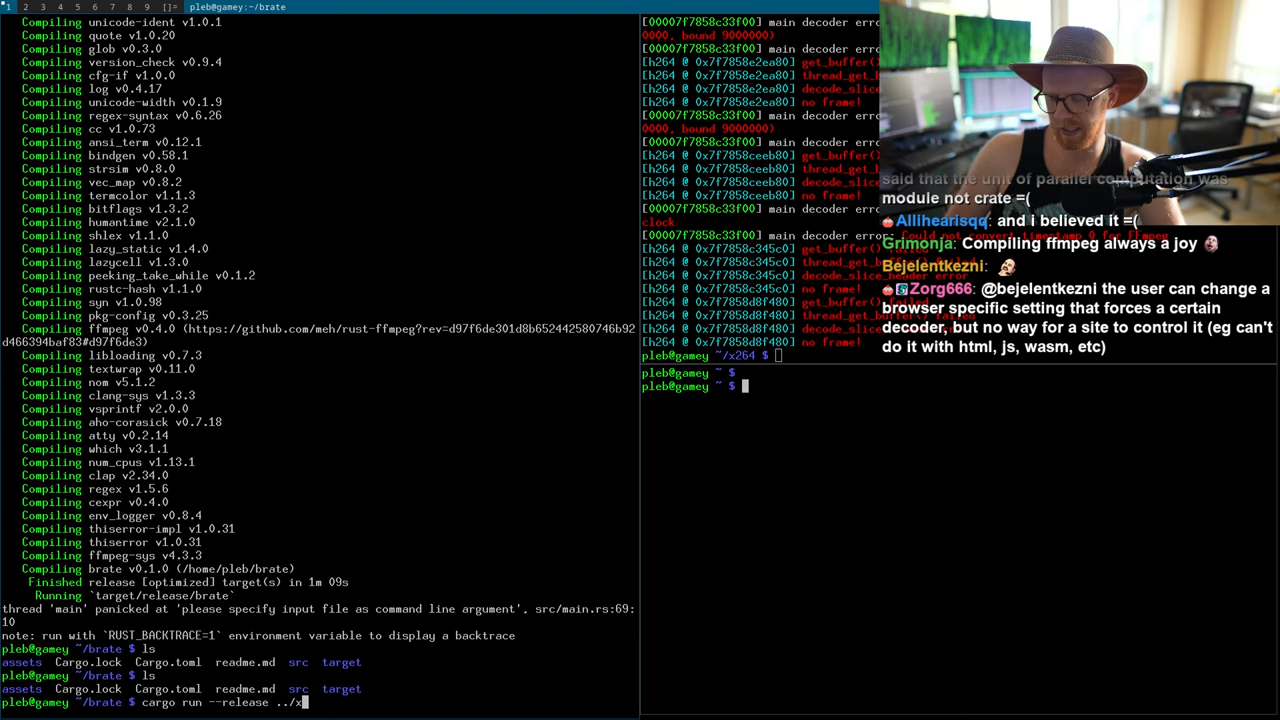 1 2 3 4 5 6 7 8 9 []= pleb@gamey:~/brate
Compiling unicode-ident v1.0.1
Compiling quote v1.0.20
Compiling glob v0.3.0
Compiling version_check v0.9.4
Compiling cfg-if v1.0.0
Compiling log v0.4.17
Compiling unicode-width v0.1.9
Compiling regex-syntax v0.6.26
Compiling cc v1.0.73
Compiling ansi_term v0.12.1
Compiling bindgen v0.58.1
Compiling strsim v0.8.0
Compiling vec_map v0.8.2
Compiling termcolor v1.1.3
Compiling bitflags v1.3.2
Compiling humantime v2.1.0
Compiling shlex v1.1.0
Compiling lazy_static v1.4.0
Compiling lazycell v1.3.0
Compiling peeking_take_while v0.1.2
Compiling rustc-hash v1.1.0
Compiling syn v1.0.98
Compiling pkg-config v0.3.25
Compiling ffmpeg v0.4.0 (https://github.com/meh/rust-ffmpeg?rev=d97f6de301d8b652442580746b92
d466394baf83#d97f6de3)
Compiling libloading v0.7.3
Compiling textwrap v0.11.0
Compiling nom v5.1.2
Compiling clang-sys v1.3.3
Compiling vsprintf v2.0.0
Compiling aho-corasick v0.7.18
Compiling atty v0.2.14
Compiling which v3.1.1
Compiling num_cpus v1.13.1
Compiling clap v2.34.0
Compiling regex v1.5.6
Compiling cexpr v0.4.0
Compiling env_logger v0.8.4
Compiling thiserror-impl v1.0.31
Compiling thiserror v1.0.31
Compiling ffmpeg-sys v4.3.3
Compiling brate v0.1.0 (/home/pleb/brate)
Finished release [optimized] target(s) in 1m 09s
Running `target/release/brate`
thread 'main' panicked at 'please specify input file as command line argument', src/main.rs:69:
10
note: run with `RUST_BACKTRACE=1` environment variable to display a backtrace
pleb@gamey ~/brate $ ls
assets Cargo.lock Cargo.toml readme.md src target
pleb@gamey ~/brate $ ls
assets Cargo.lock Cargo.toml readme.md src target
pleb@gamey ~/brate $ cargo run --release ../x
[00007f7858c33f00] main decoder erro
0000, bound 9000000)
[00007f7858c33f00] main decoder erro
[h264 @ 0x7f7858e2ea80] get_buffer()
[h264 @ 0x7f7858e2ea80] thread_get_b
[h264 @ 0x7f7858e2ea80] decode_slice
[h264 @ 0x7f7858e2ea80] no frame!
[00007f7858c33f00] main decoder erro
0000, bound 9000000)
[00007f7858c33f00] main decoder erro
[h264 @ 0x7f7858ceeb80] get_buffer()
[h264 @ 0x7f7858ceeb80] thread_get_b
[h264 @ 0x7f7858ceeb80] decode_slice
[h264 @ 0x7f7858ceeb80] no frame!
[00007f7858c33f00] main decoder erro
clock
[00007f7858c33f00] main decoder error: Could not convert timestamp 0 for FFmpeg
[h264 @ 0x7f7858c345c0] get_buffer() failed
[h264 @ 0x7f7858c345c0] thread_get_buffer() failed
[h264 @ 0x7f7858c345c0] decode_slice_header error
[h264 @ 0x7f7858c345c0] no frame!
[h264 @ 0x7f7858d8f480] get_buffer() failed
[h264 @ 0x7f7858d8f480] thread_get_buffer() failed
[h264 @ 0x7f7858d8f480] decode_slice_header error
[h264 @ 0x7f7858d8f480] no frame!
pleb@gamey ~/x264 $
pleb@gamey ~ $
pleb@gamey ~ $
said that the unit of parallel computation was
module not crate =(
Allihearisqq: and i believed it =(
Grimonja: Compiling ffmpeg always a joy
Bejelentkezni:
Zorg666: @bejelentkezni the user can change a
browser specific setting that forces a certain
decoder, but no way for a site to control it (eg can't
do it with html, js, wasm, etc)